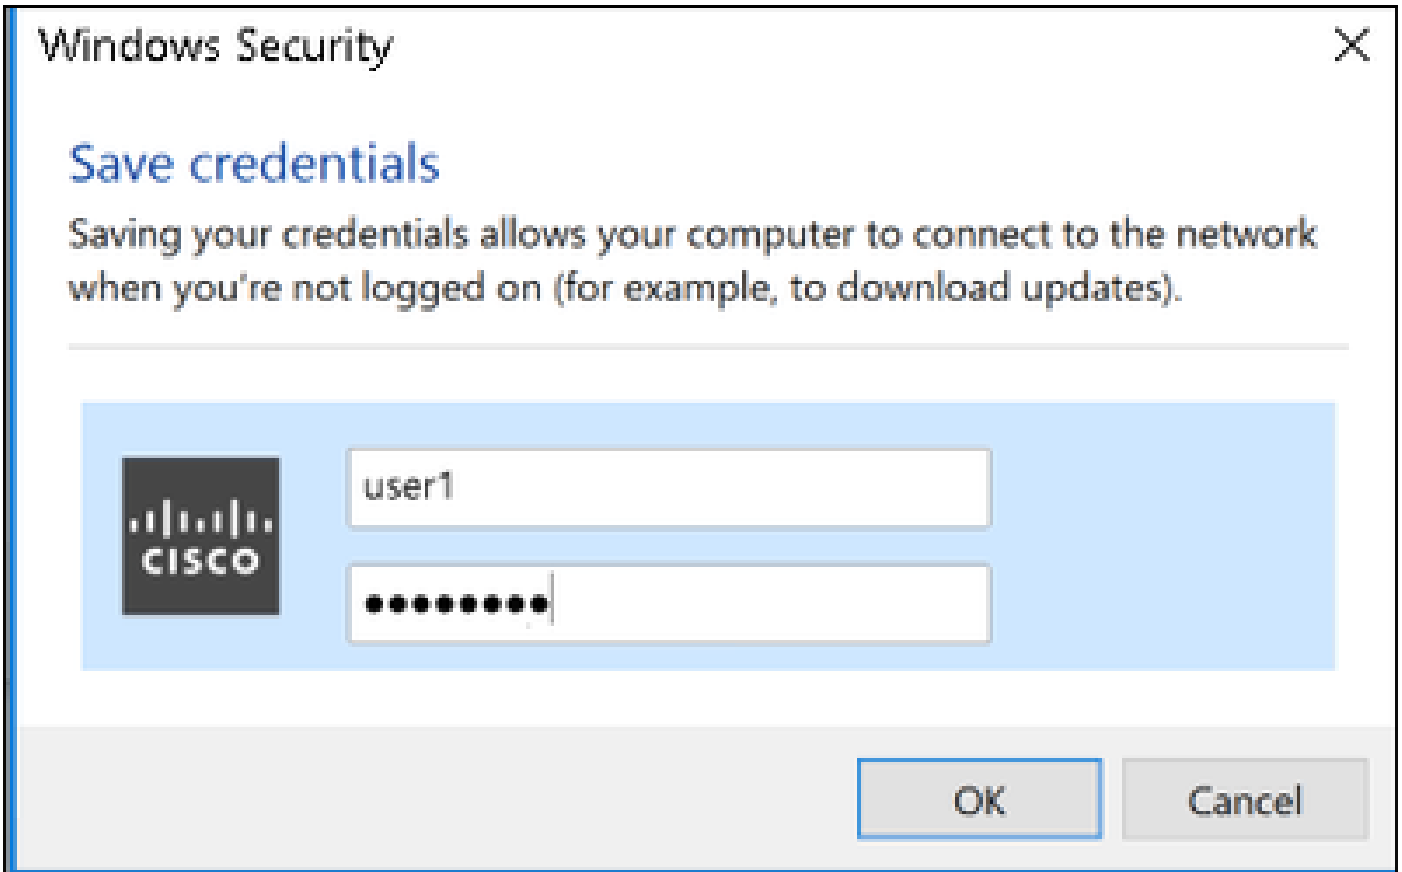 Windows Security
Save credentials
Saving your credentials allows your computer to connect to the network
when you're not logged on (for example, to download updates).
user1
CISCO
••••••••
OK
Cancel